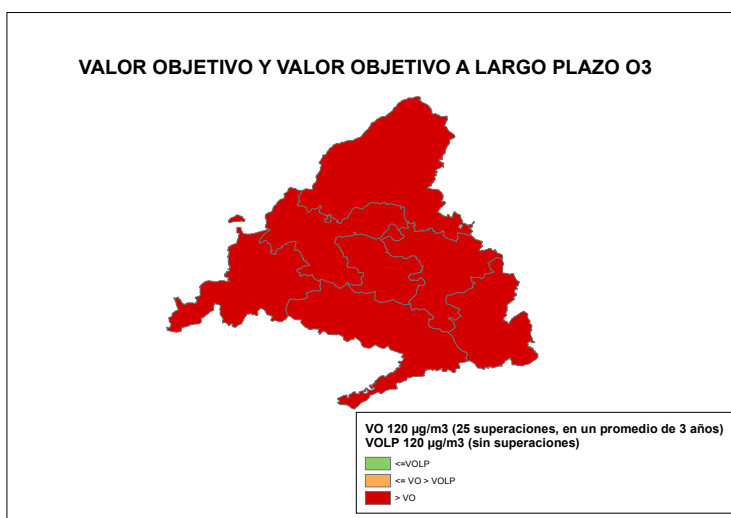 VALOR OBJETIVO Y VALOR OBJETIVO A LARGO PLAZO O3
VO 120 µg/m3 (25 superaciones, en un promedio de 3 años)
VOLP 120 µg/m3 (sin superaciones)
<=VOLP
<= VO > VOLP
> VO